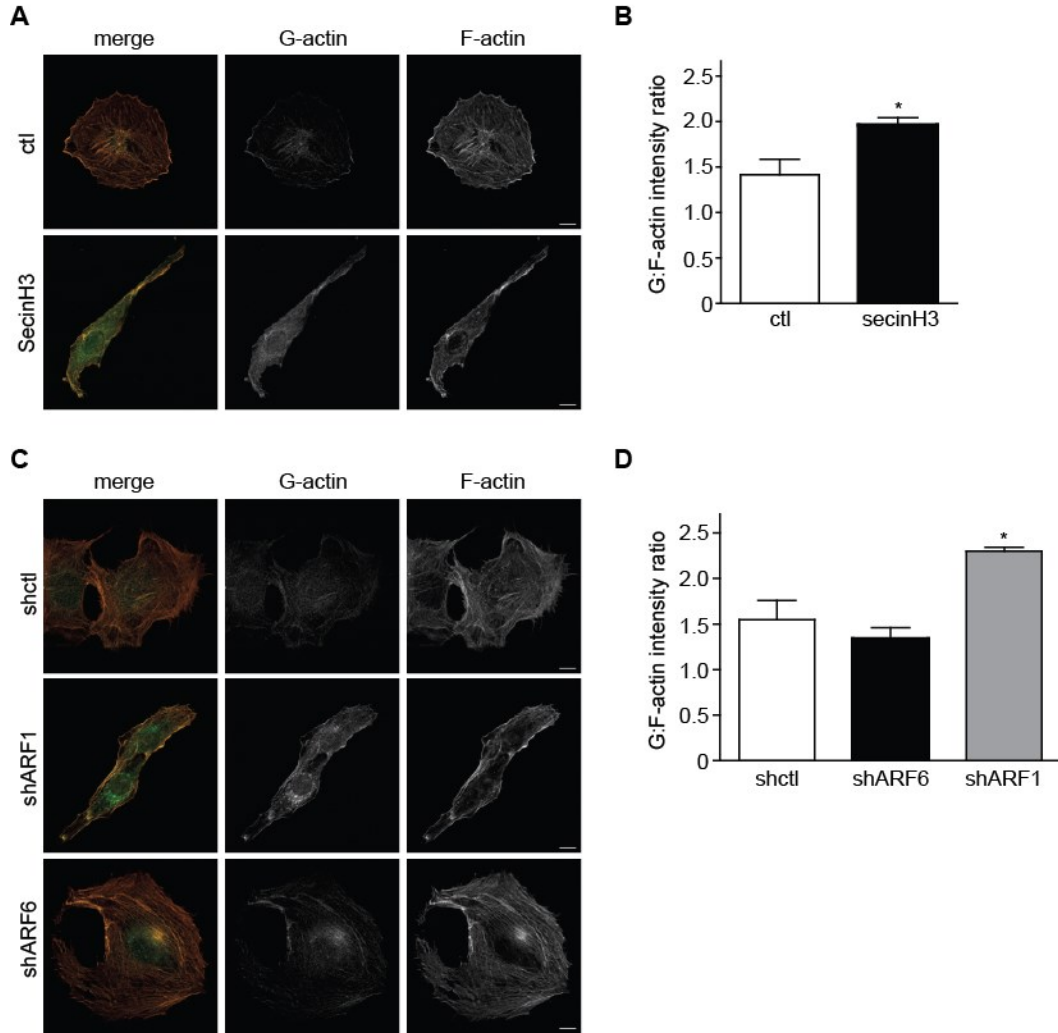 A
merge G-actin F-actin
ctl
SecinH3
B
G:F-actin intensity ratio
2.5
2.0
1.5
1.0
0.5
0
*
ctl secinH3
C
merge G-actin F-actin
shctl
shARF1
shARF6
D
G:F-actin intensity ratio
2.5
2.0
1.5
1.0
0.5
0
*
shctl shARF6 shARF1